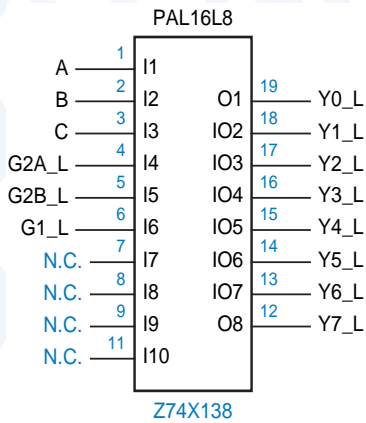 PAL16L8
1
A I1
2
B I2
19
O1 Y0_L
3
C I3
18
IO2 Y1_L
4
G2A_L I4
17
IO3 Y2_L
5
G2B_L I5
16
IO4 Y3_L
6
G1_L I6
15
IO5 Y4_L
7
N.C. I7
14
IO6 Y5_L
8
N.C. I8
13
IO7 Y6_L
9
N.C. I9
12
O8 Y7_L
11
N.C. I10
Z74X138